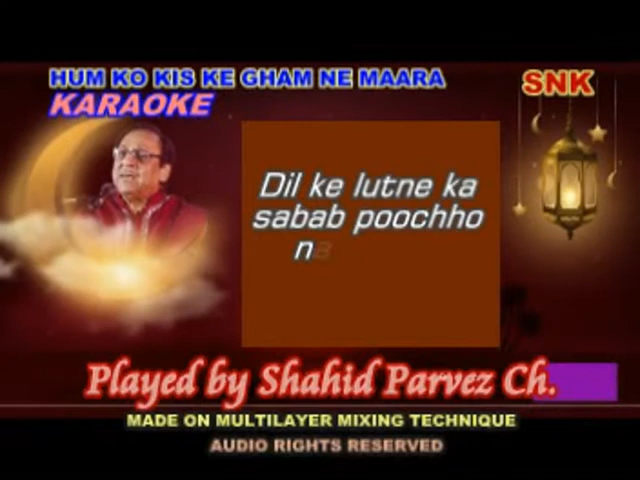 HUM KO KIS KE GHAM NE MAARA
SNK
KARAOKE
Dil ke lutne ka
sabab poochho
na
Played by Shahid Parvez Ch.
MADE ON MULTILAYER MIXING TECHNIQUE
AUDIO RIGHTS RESERVED